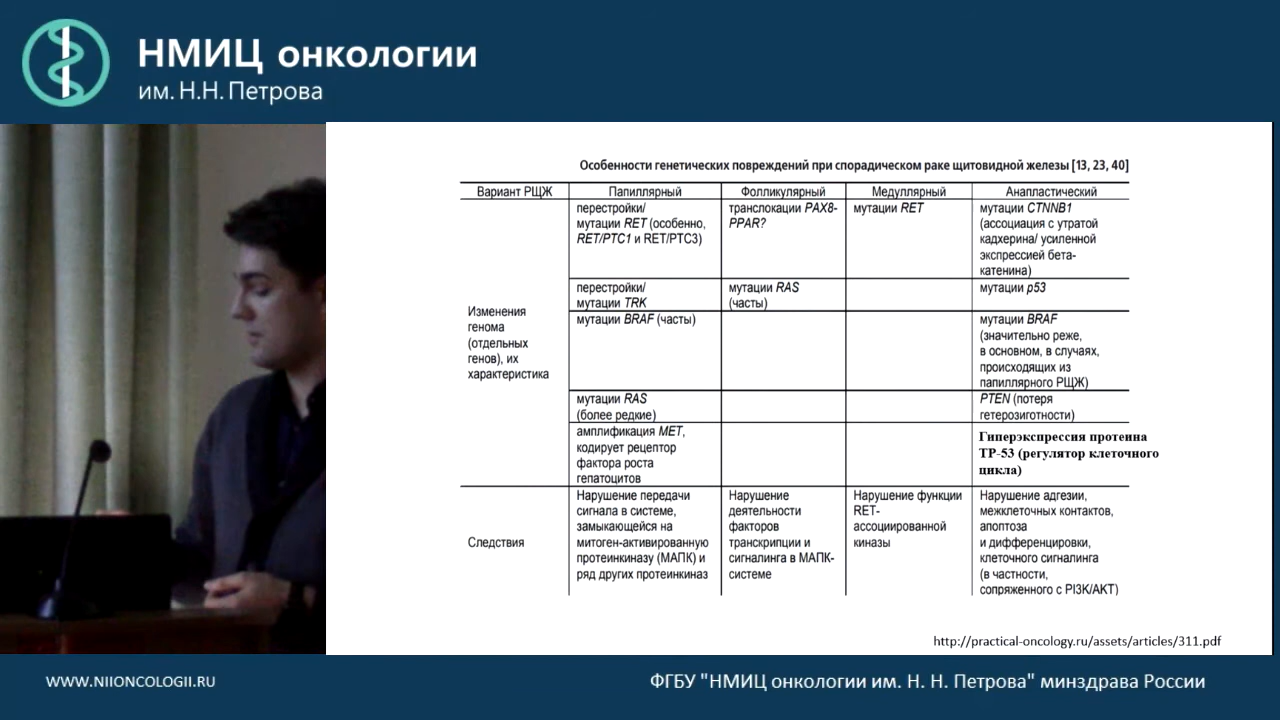 НМИЦ онкологии
им. Н.Н. Петрова
Особенности генетических повреждений при спорадическом раке щитовидной железы [13, 23, 40]
Вариант РЩЖ
Папиллярный
Фолликулярный
Медуллярный
Анапластический
Изменения
генома
(отдельных
генов), их
характеристика
перестройки/
мутации RET (особенно,
RET/PTC1 и RET/PTC3)
транслокации PAX8-
PPAR?
мутации RET
мутации CTNNB1
(ассоциация с утратой
кадхерина/ усиленной
экспрессией бета-
катенина)
перестройки/
мутации TRK
мутации RAS
(часты)
мутации p53
мутации BRAF (часты)
мутации BRAF
(значительно реже,
в основном, в случаях,
происходящих из
папиллярного РЩЖ)
мутации RAS
(более редкие)
PTEN (потеря
гетерозиготности)
амплификация MET,
кодирует рецептор
фактора роста
гепатоцитов
Гиперэкспрессия протеина
ТР-53 (регулятор клеточного
цикла)
Следствия
Нарушение передачи
сигнала в системе,
замыкающейся на
митоген-активированную
протеинкиназу (МАПК) и
ряд других протеинкиназ
Нарушение
деятельности
факторов
транскрипции и
сигналинга в МАПК-
системе
Нарушение функции
RET-
ассоциированной
киназы
Нарушение адгезии,
межклеточных контактов,
апоптоза
и дифференцировки,
клеточного сигналинга
(в частности,
сопряженного с PI3K/AKT)
http://practical-oncology.ru/assets/articles/311.pdf
WWW.NIIONCOLOGII.RU
ФГБУ "НМИЦ онкологии им. Н. Н. Петрова" минздрава России